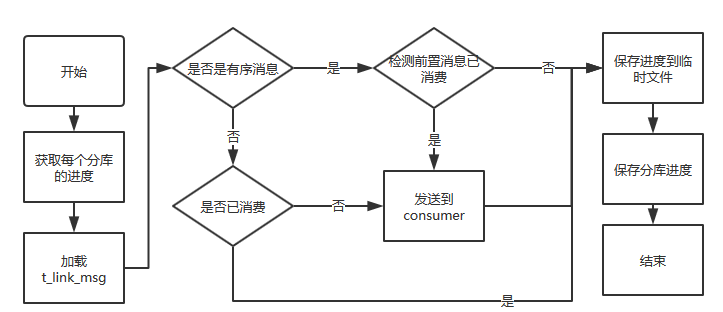 开始
获取每个分库
的进度
加载
t_link_msg
是否是有序消息
是
否
是否已消费
否
是
检测前置消息已
消费
否
是
发送到
consumer
保存进度到临
时文件
保存分库进度
结束